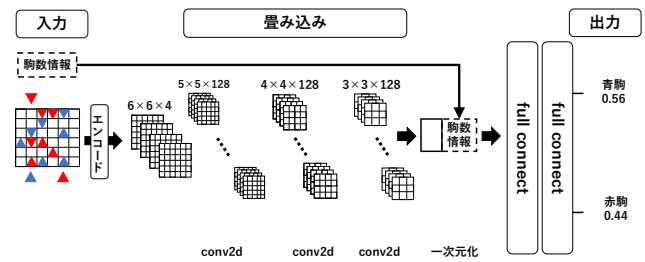 入力
畳み込み
出力
駒数情報
5×5×128
4×4×128
3×3×128
6×6×4
エンコード
駒数
情報
full connect
full connect
青駒
0.56
赤駒
0.44
conv2d
conv2d
conv2d
一次元化